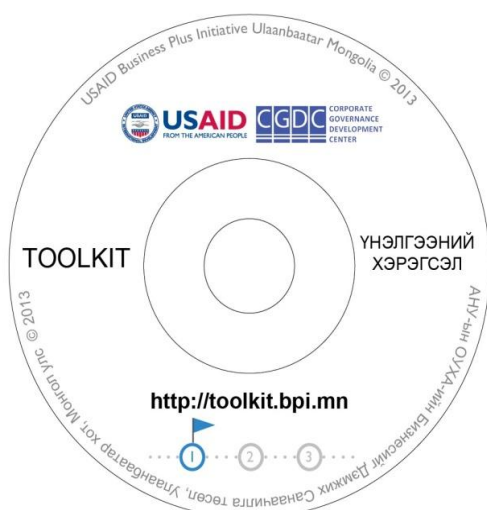 USAID Business Plus Initiative Ulaanbaatar Mongolia © 2013
USAID
FROM THE AMERICAN PEOPLE
CGDC
CORPORATE
GOVERNANCE
DEVELOPMENT
CENTER
TOOLKIT
ҮНЭЛГЭЭНИЙ
ХЭРЭГСЭЛ
http://toolkit.bpi.mn
1 2 3
АНУ-ын ОУХА-ийн Бизнесийг Дэмжих Санаачилга төсөл, Улаанбаатар хот, Монгол улс © 2013